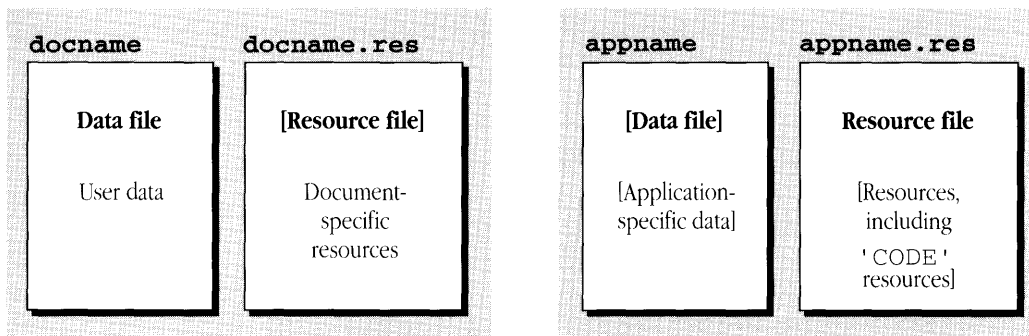 docname
docname.res
appname
appname.res
Data file
[Resource file]
[Data file]
Resource file
User data
Document-
specific
resources
[Application-
specific data]
[Resources,
including
'CODE'
resources]